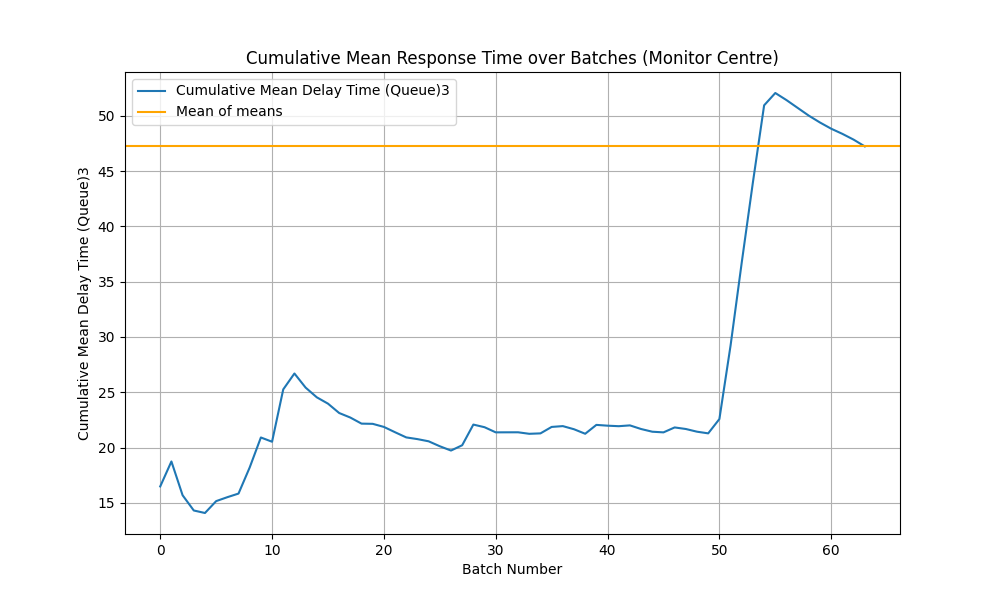 Cumulative Mean Response Time over Batches (Monitor Centre)
Cumulative Mean Delay Time (Queue)3
Mean of means
Cumulative Mean Delay Time (Queue)3
50
45
40
35
30
25
20
15
0 10 20 30 40 50 60
Batch Number